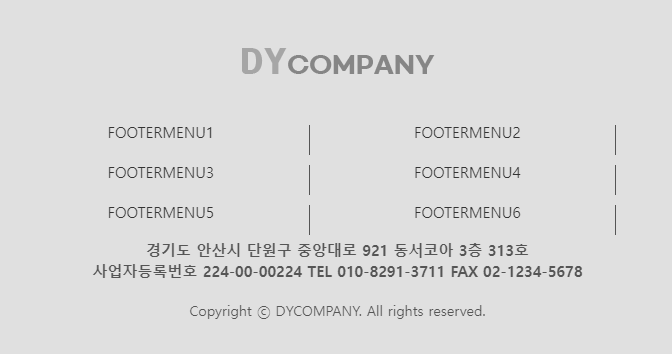 DYCOMPANY
FOOTERMENU1 FOOTERMENU2
FOOTERMENU3 FOOTERMENU4
FOOTERMENU5 FOOTERMENU6
경기도 안산시 단원구 중앙대로 921 동서코아 3층 313호
사업자등록번호 224-00-00224 TEL 010-8291-3711 FAX 02-1234-5678
Copyright ⓒ DYCOMPANY. All rights reserved.